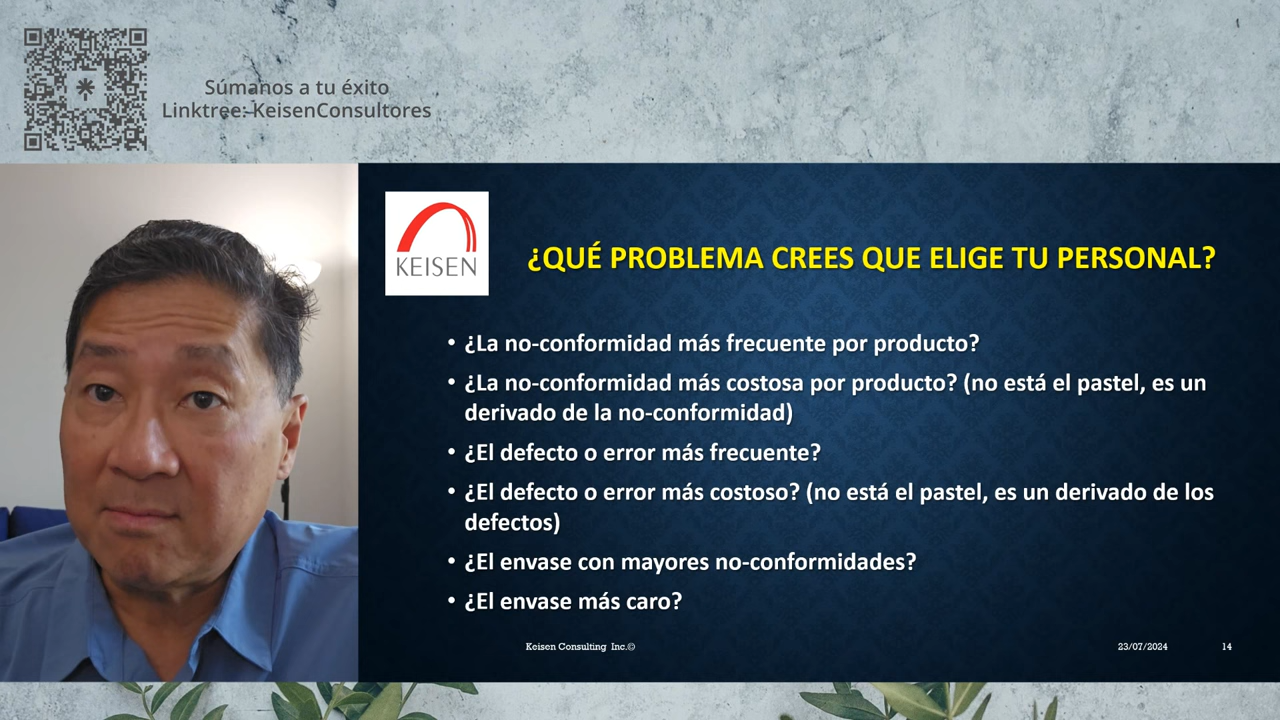 Súmanos a tu éxito
Linktree: KeisenConsultores
KEISEN
¿QUÉ PROBLEMA CREES QUE ELIGE TU PERSONAL?
• ¿La no-conformidad más frecuente por producto?
• ¿La no-conformidad más costosa por producto? (no está el pastel, es un
derivado de la no-conformidad)
• ¿El defecto o error más frecuente?
• ¿El defecto o error más costoso? (no está el pastel, es un derivado de los
defectos)
• ¿El envase con mayores no-conformidades?
• ¿El envase más caro?
Keisen Consulting Inc.©
23/07/2024
14